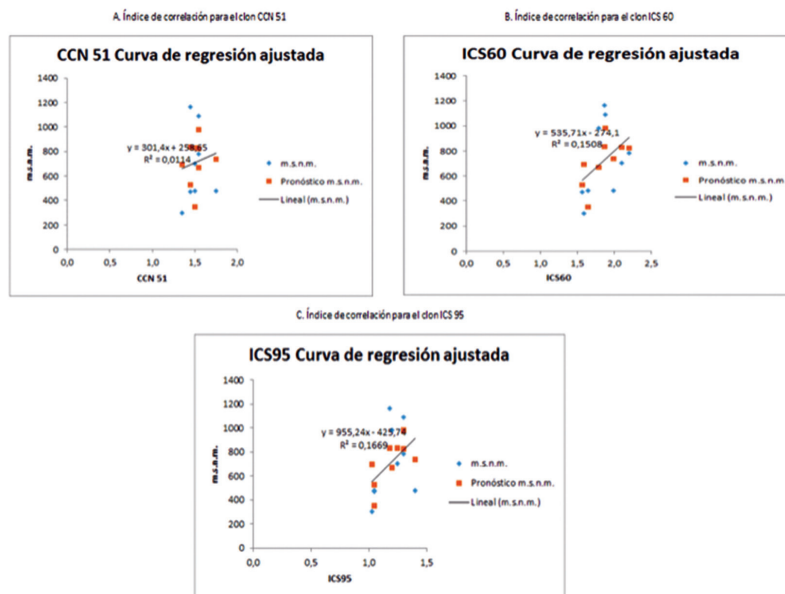 A. Índice de correlación para el clon CCN 51
CCN 51 Curva de regresión ajustada
1400
1200
1000
800
600
400
200
0
m.s.n.m.
y = 301,4x +
R² = 0,0114
m.s.n.m.
Pronóstico m.s.n.m.
Lineal (m.s.n.m.)
0,0 0,5 1,0 1,5 2,0
CCN 51
B. Índice de correlación para el clon ICS 60
ICS60 Curva de regresión ajustada
1400
1200
1000
800
600
400
200
0
m.s.n.m.
y = 535,71x - 274,1
R² = 0,1508
m.s.n.m.
Pronóstico m.s.n.m.
Lineal (m.s.n.m.)
0,0 0,5 1,0 1,5 2,0 2,5
ICS60
C. Índice de correlación para el clon ICS 95
ICS95 Curva de regresión ajustada
1400
1200
1000
800
600
400
200
0
m.s.n.m.
y = 955,24x - 425,74
R² = 0,1669
m.s.n.m.
Pronóstico m.s.n.m.
Lineal (m.s.n.m.)
0,0 0,5 1,0 1,5
ICS95